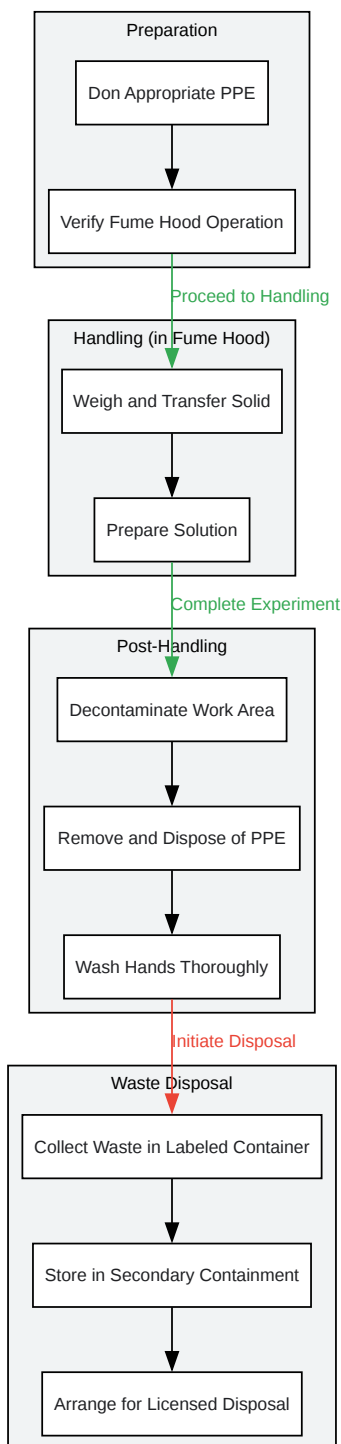 Preparation
Don Appropriate PPE
Verify Fume Hood Operation
Proceed to Handling
Handling (in Fume Hood)
Weigh and Transfer Solid
Prepare Solution
Complete Experiment
Post-Handling
Decontaminate Work Area
Remove and Dispose of PPE
Wash Hands Thoroughly
Initiate Disposal
Waste Disposal
Collect Waste in Labeled Container
Store in Secondary Containment
Arrange for Licensed Disposal